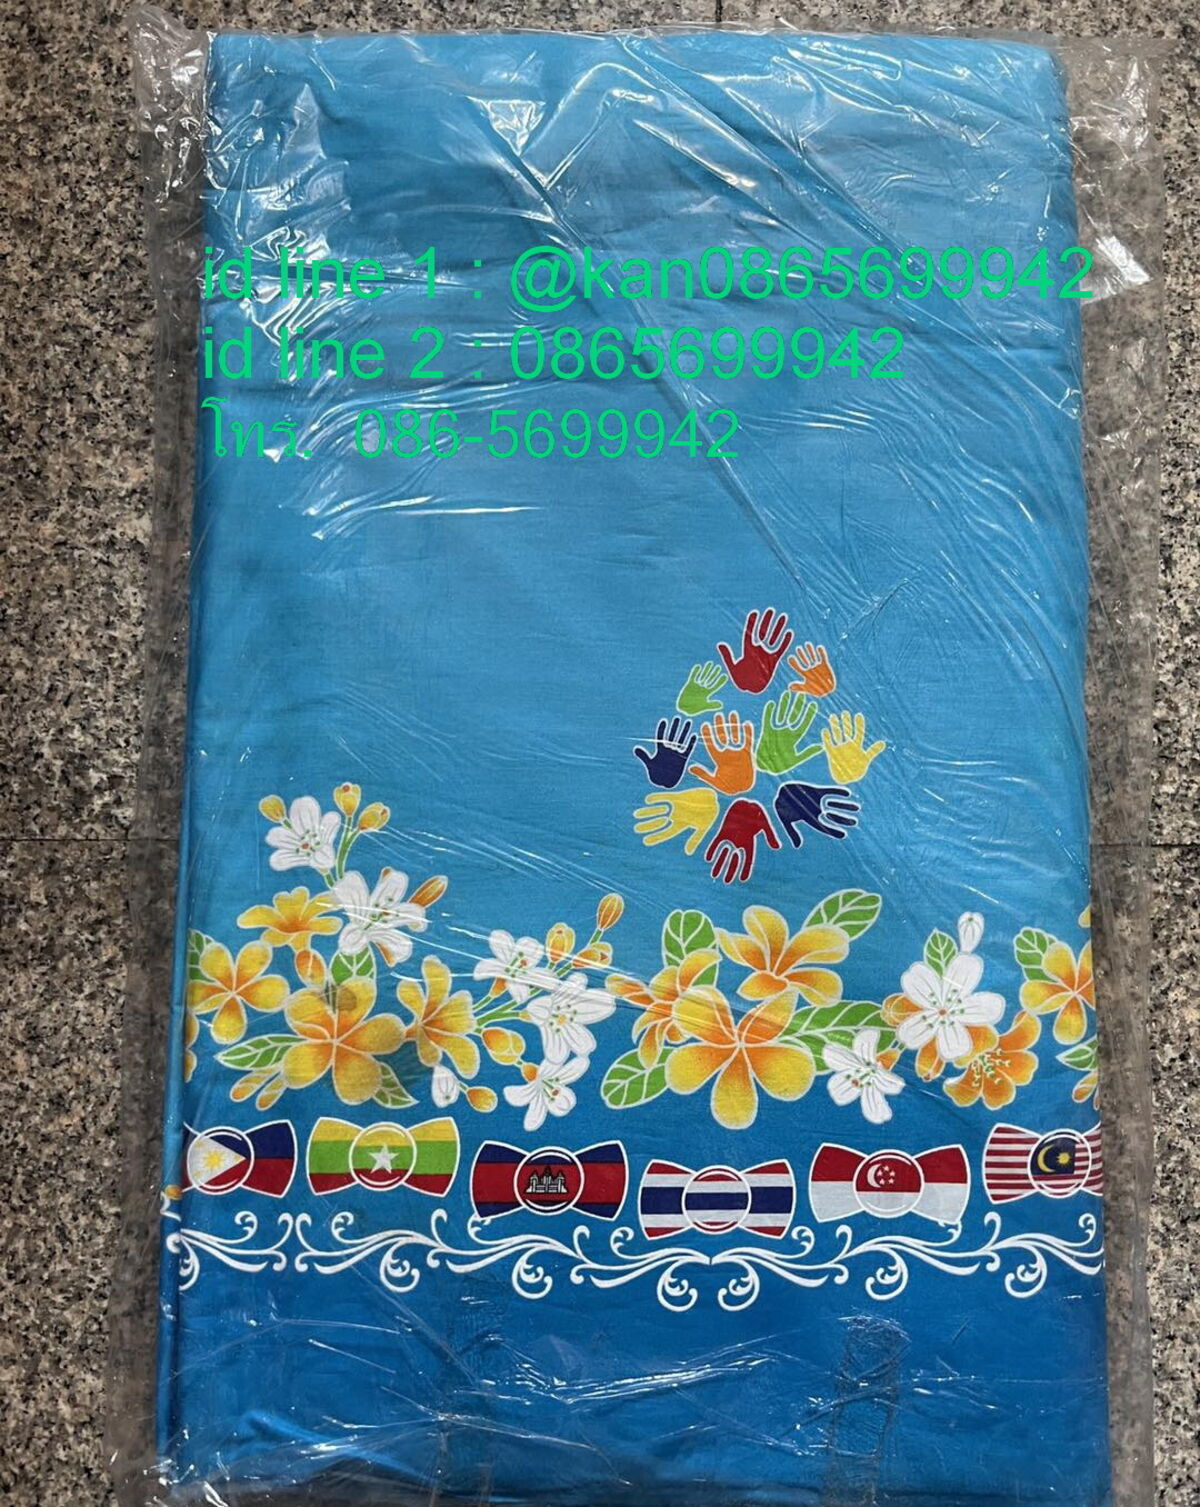 id line 1 : @kan0865699942
id line 2 : 0865699942
โทร.  086-5699942